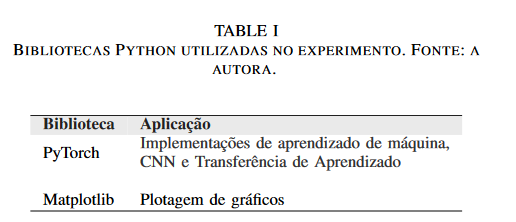 TABLE I
BIBLIOTECAS PYTHON UTILIZADAS NO EXPERIMENTO. FONTE: A
AUTORA.
Biblioteca Aplicação
PyTorch Implementações de aprendizado de máquina,
CNN e Transferência de Aprendizado
Matplotlib Plotagem de gráficos